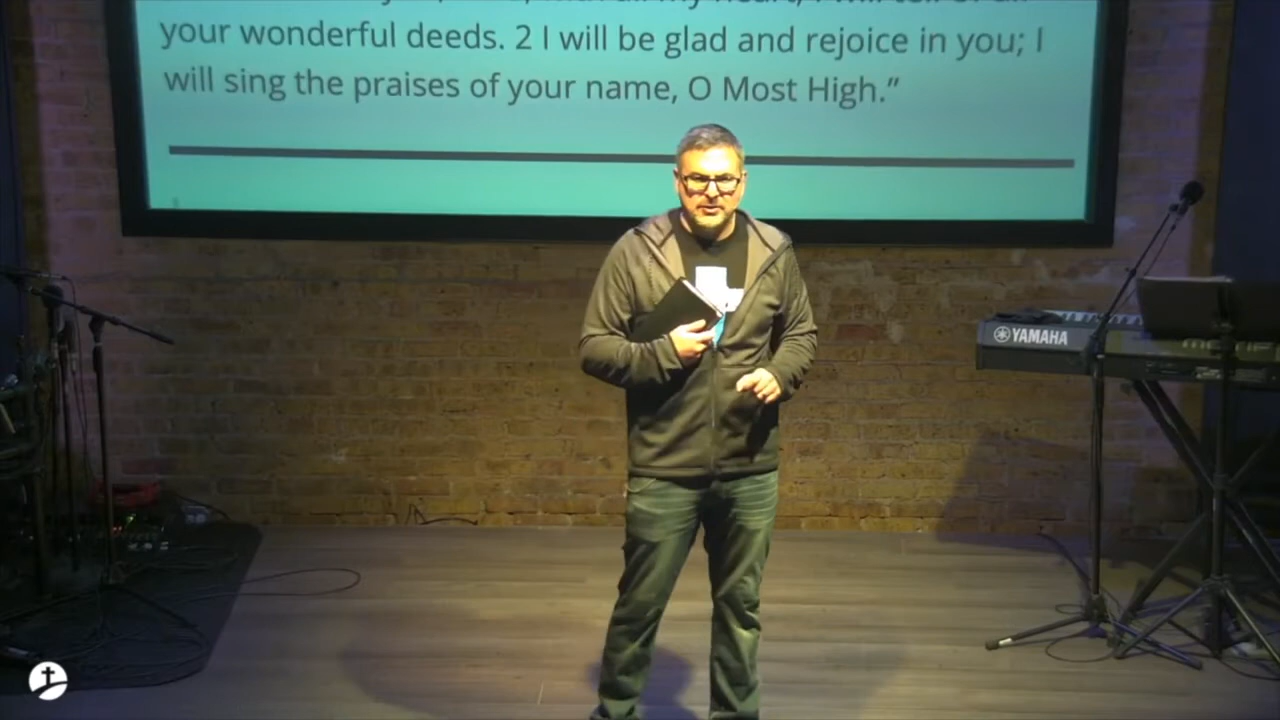 your wonderful deeds. 2 I will be glad and rejoice in you; I
will sing the praises of your name, O Most High.”
YAMAHA